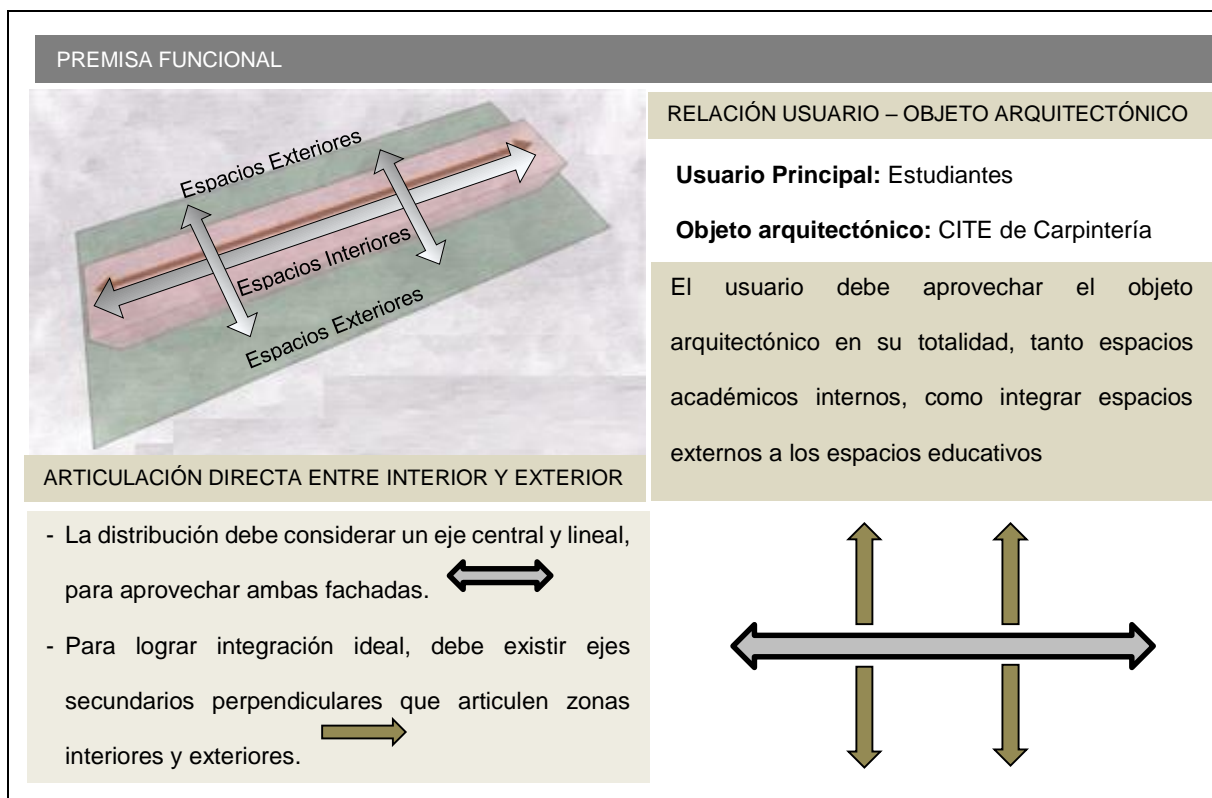 PREMISA FUNCIONAL
Espacios Exteriores
Espacios Interiores
Espacios Exteriores
ARTICULACIÓN DIRECTA ENTRE INTERIOR Y EXTERIOR
- La distribución debe considerar un eje central y lineal,
para aprovechar ambas fachadas.
- Para lograr integración ideal, debe existir ejes
secundarios perpendiculares que articulen zonas
interiores y exteriores.
RELACIÓN USUARIO – OBJETO ARQUITECTÓNICO
Usuario Principal: Estudiantes
Objeto arquitectónico: CITE de Carpintería
El usuario debe aprovechar el objeto
arquitectónico en su totalidad, tanto espacios
académicos internos, como integrar espacios
externos a los espacios educativos